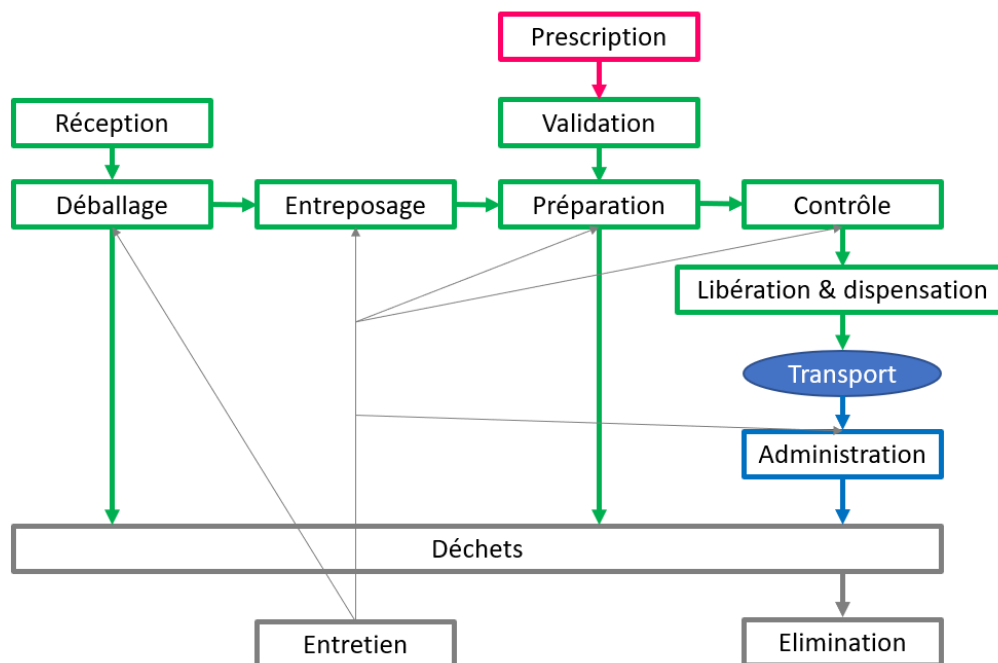 Prescription
Réception
Validation
Déballage
Entreposage
Préparation
Contrôle
Libération & dispensation
Transport
Administration
Déchets
Entretien
Elimination